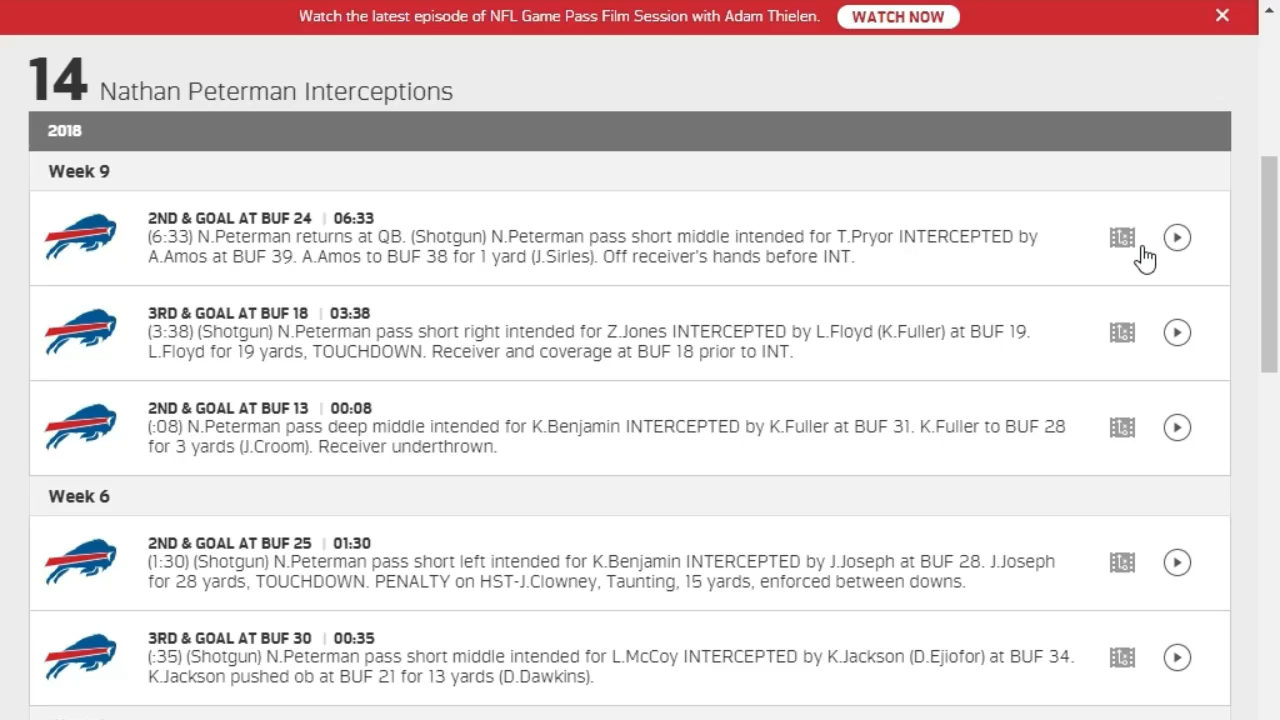 Watch the latest episode of NFL Game Pass Film Session with Adam Thielen. WATCH NOW
14 Nathan Peterman Interceptions
2018
Week 9
2ND & GOAL AT BUF 24 | 06:33
(6:33) N.Peterman returns at QB. (Shotgun) N.Peterman pass short middle intended for T.Pryor INTERCEPTED by
A.Amos at BUF 39. A.Amos to BUF 38 for 1 yard (J.Sirles). Off receiver's hands before INT.
3RD & GOAL AT BUF 18 | 03:38
(3:38) (Shotgun) N.Peterman pass short right intended for Z.Jones INTERCEPTED by L.Floyd (K.Fuller) at BUF 19.
L.Floyd for 19 yards, TOUCHDOWN. Receiver and coverage at BUF 18 prior to INT.
2ND & GOAL AT BUF 13 | 00:08
(:08) N.Peterman pass deep middle intended for K.Benjamin INTERCEPTED by K.Fuller at BUF 31. K.Fuller to BUF 28
for 3 yards (J.Croom). Receiver underthrown.
Week 6
2ND & GOAL AT BUF 25 | 01:30
(1:30) (Shotgun) N.Peterman pass short left intended for K.Benjamin INTERCEPTED by J.Joseph at BUF 28. J.Joseph
for 28 yards, TOUCHDOWN. PENALTY on HST-J.Clowney, Taunting, 15 yards, enforced between downs.
3RD & GOAL AT BUF 30 | 00:35
(:35) (Shotgun) N.Peterman pass short middle intended for L.McCoy INTERCEPTED by K.Jackson (D.Ejiofor) at BUF 34.
K.Jackson pushed ob at BUF 21 for 13 yards (D.Dawkins).